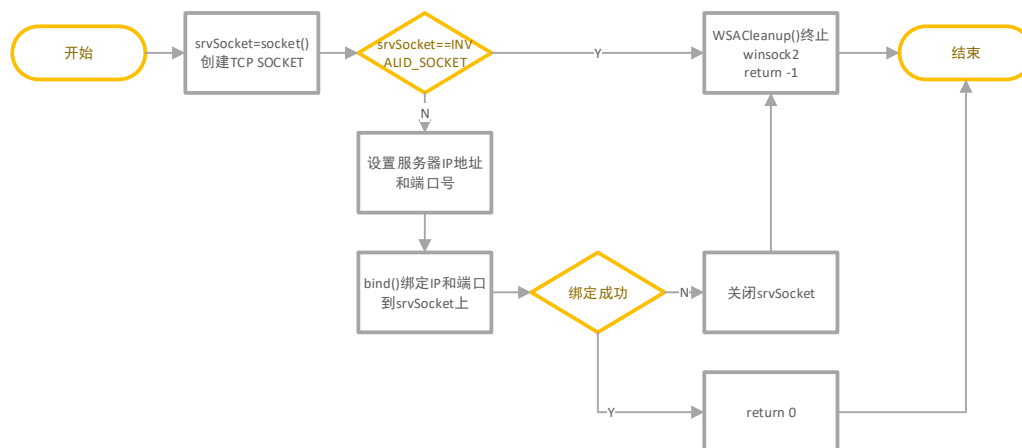 开始
srvSocket=socket()
创建TCP SOCKET
srvSocket==INV
ALID_SOCKET
Y
WSACleanup()终止
winsock2
return -1
结束
N
设置服务器IP地址
和端口号
bind()绑定IP和端口
到srvSocket上
绑定成功
N
关闭srvSocket
Y
return 0